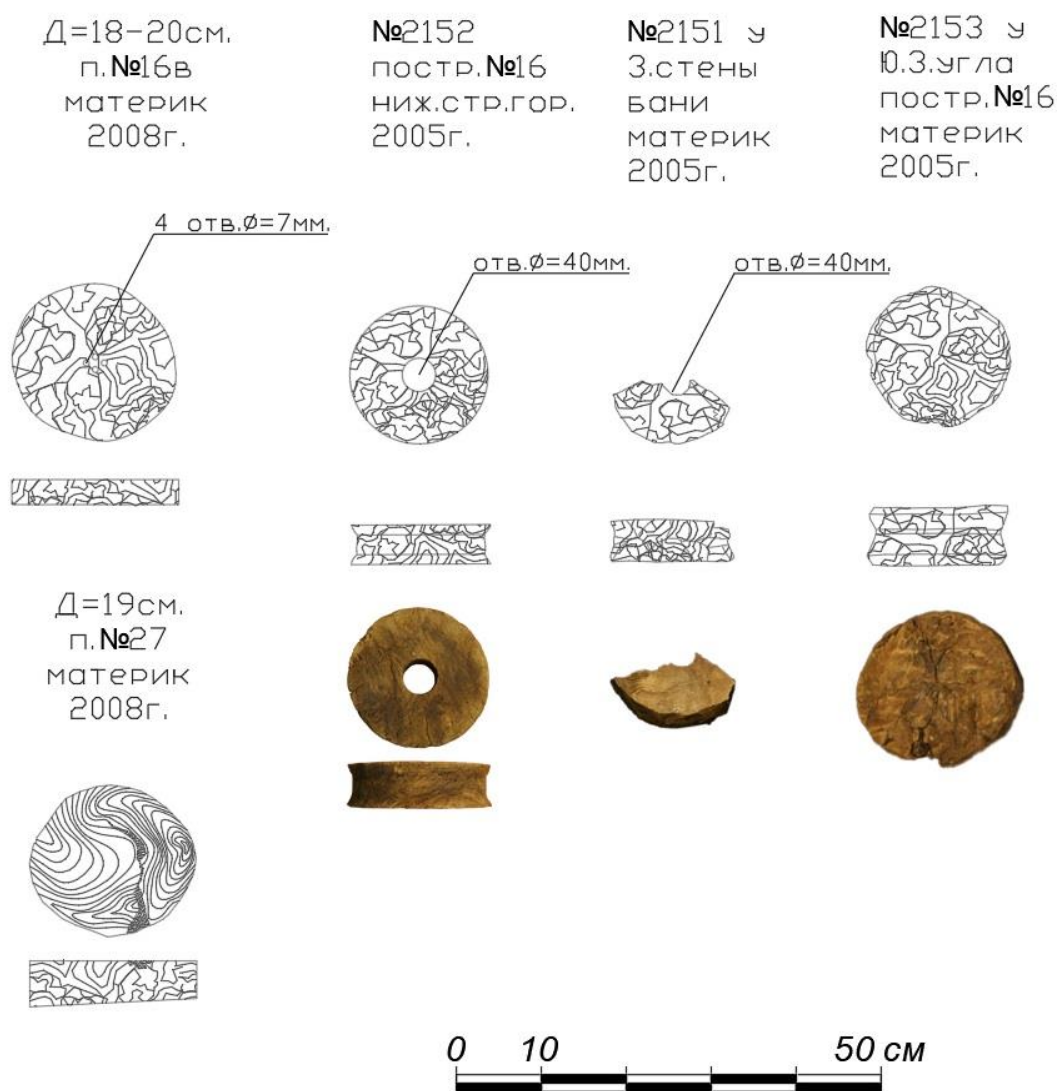 Д=18-20см.
п.№16в
материк
2008г.
№2152
постр.№16
ниж.стр.гор.
2005г.
№2151 у
З.стены
бани
материк
2005г.
№2153 у
Ю.З.угла
постр.№16
материк
2005г.
4 отв.ø=7мм.
отв.ø=40мм.
отв.ø=40мм.
Д=19см.
п.№27
материк
2008г.
0 10 50 см